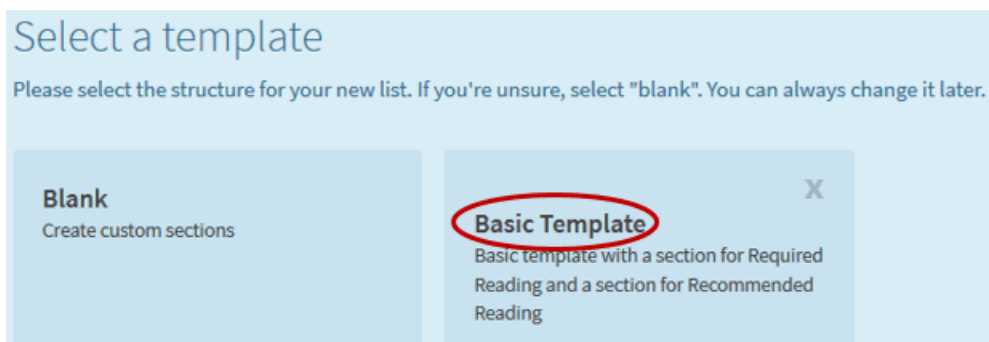 Select a template
Please select the structure for your new list. If you're unsure, select "blank". You can always change it later.
Blank
Create custom sections
X
Basic Template
Basic template with a section for Required
Reading and a section for Recommended
Reading